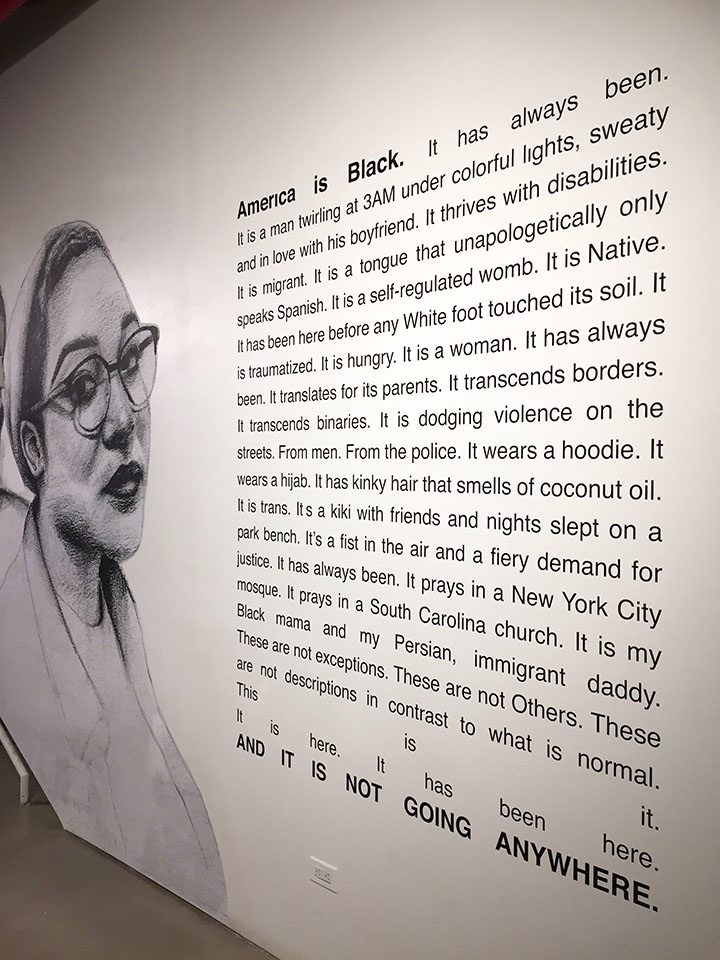 America is Black. It has always been.
It is a man twirling at 3AM under colorful lights, sweaty
and in love with his boyfriend. It thrives with disabilities.
It is migrant. It is a tongue that unapologetically only
speaks Spanish. It is a self-regulated womb. It is Native.
It has been here before any White foot touched its soil. It
is traumatized. It is hungry. It is a woman. It has always
been. It translates for its parents. It transcends borders.
It transcends binaries. It is dodging violence on the
streets. From men. From the police. It wears a hoodie. It
wears a hijab. It has kinky hair that smells of coconut oil.
It is trans. It s a kiki with friends and nights slept on a
park bench. It's a fist in the air and a fiery demand for
justice. It has always been. It prays in a New York City
mosque. It prays in a South Carolina church. It is my
Black mama and my Persian, immigrant daddy.
These are not exceptions. These are not Others. These
are not descriptions in contrast to what is normal.
This is it.
It is here. It has been here.
AND IT IS NOT GOING ANYWHERE.